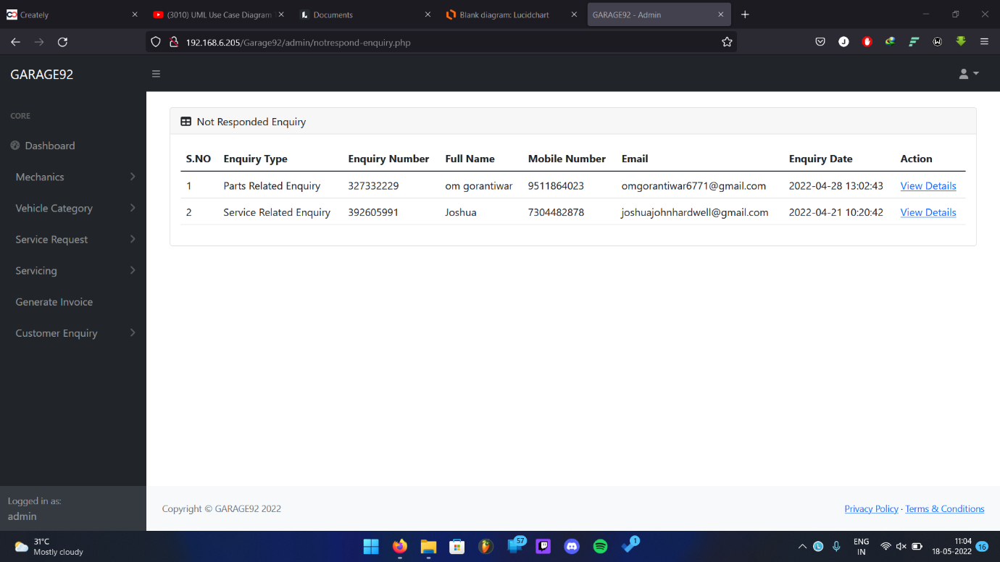 Creately
(3010) UML Use Case Diagram
Documents
Blank diagram: Lucidchart
GARAGE92 - Admin
192.168.6.205/Garage92/admin/notrespond-enquiry.php
GARAGE92
CORE
Dashboard
Mechanics
Vehicle Category
Service Request
Servicing
Generate Invoice
Customer Enquiry
Logged in as:
admin
Not Responded Enquiry
S.NO Enquiry Type Enquiry Number Full Name Mobile Number Email Enquiry Date Action
1 Parts Related Enquiry 327332229 om gorantiwar 9511864023 omgorantiwar6771@gmail.com 2022-04-28 13:02:43 View Details
2 Service Related Enquiry 392605991 Joshua 7304482878 joshuajohnhardwell@gmail.com 2022-04-21 10:20:42 View Details
Copyright © GARAGE92 2022
Privacy Policy · Terms & Conditions
31°C
Mostly cloudy
57
1
ENG
IN
11:04
18-05-2022
16